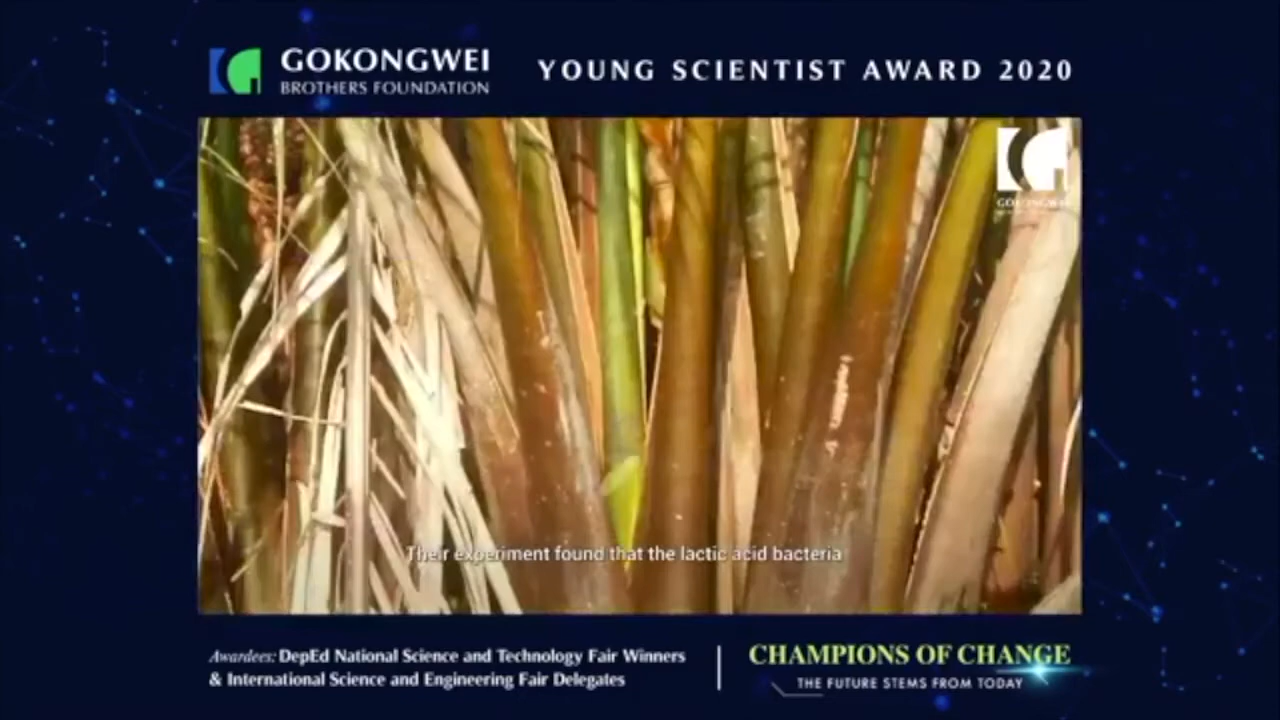 GOKONGWEI
BROTHERS FOUNDATION
YOUNG SCIENTIST AWARD 2020
GOKONGWEI
Their experiment found that the lactic acid bacteria
Awardees: DepEd National Science and Technology Fair Winners
& International Science and Engineering Fair Delegates
CHAMPIONS OF CHANGE
THE FUTURE STEMS FROM TODAY